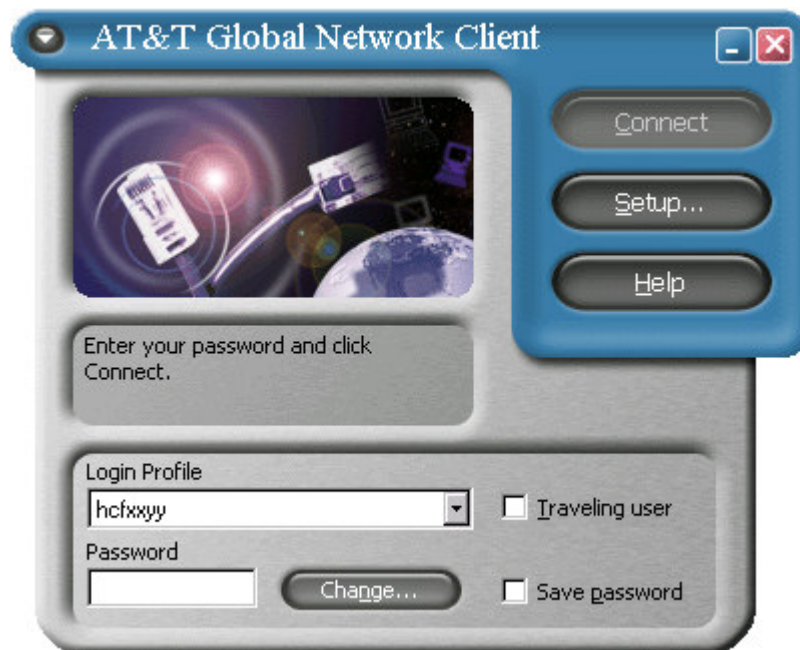 AT&T Global Network Client
Connect
Setup...
Help
Enter your password and click
Connect.
Login Profile
hcfxxyy
Traveling user
Password
Change...
Save password